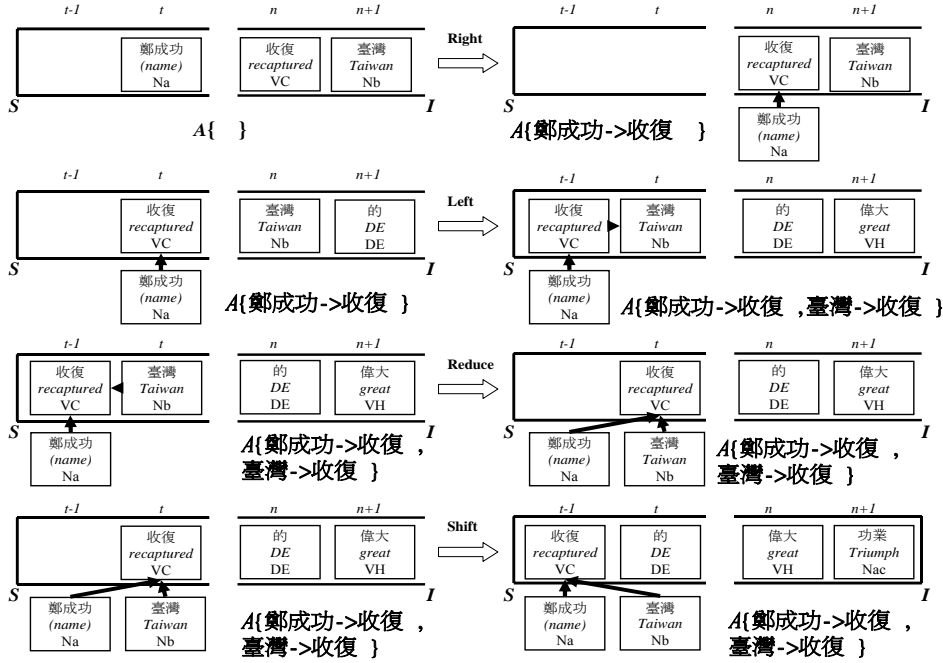 t-1 t n n+1 n n+1
鄭成功 收復 臺灣 Right 收復 臺灣
(name) recaptured Taiwan recaptured Taiwan
Na VC Nb VC Nb
S I 鄭成功
A{ } A{鄭成功->收復 } (name)
Na
t-1 t n n+1 t-1 t n n+1
收復 臺灣 的 Left 收復 臺灣 的 偉大
recaptured Taiwan DE recaptured Taiwan DE great
VC Nb DE VC Nb DE VH
S I S I
鄭成功 鄭成功
(name) A{鄭成功->收復 } (name) A{鄭成功->收復 ,臺灣->收復 }
Na Na
t-1 t n n+1 t-1 t n n+1
收復 臺灣 的 偉大 Reduce 收復 的 偉大
recaptured Taiwan DE great recaptured DE great
VC Nb DE VH VC DE VH
S I S I
鄭成功 A{鄭成功->收復 , 鄭成功 臺灣 A{鄭成功->收復 ,
(name) 臺灣->收復 } (name) Taiwan 臺灣->收復 }
Na Na Nb
t-1 t n n+1 t-1 t n n+1
收復 的 偉大 Shift 收復 的 偉大 功業
recaptured DE great recaptured DE great Triumph
VC DE VH VC DE VH Nac
S I S I
鄭成功 臺灣 A{鄭成功->收復 , 鄭成功 臺灣 A{鄭成功->收復 ,
(name) Taiwan 臺灣->收復 } (name) Taiwan 臺灣->收復 }
Na Nb Na Nb